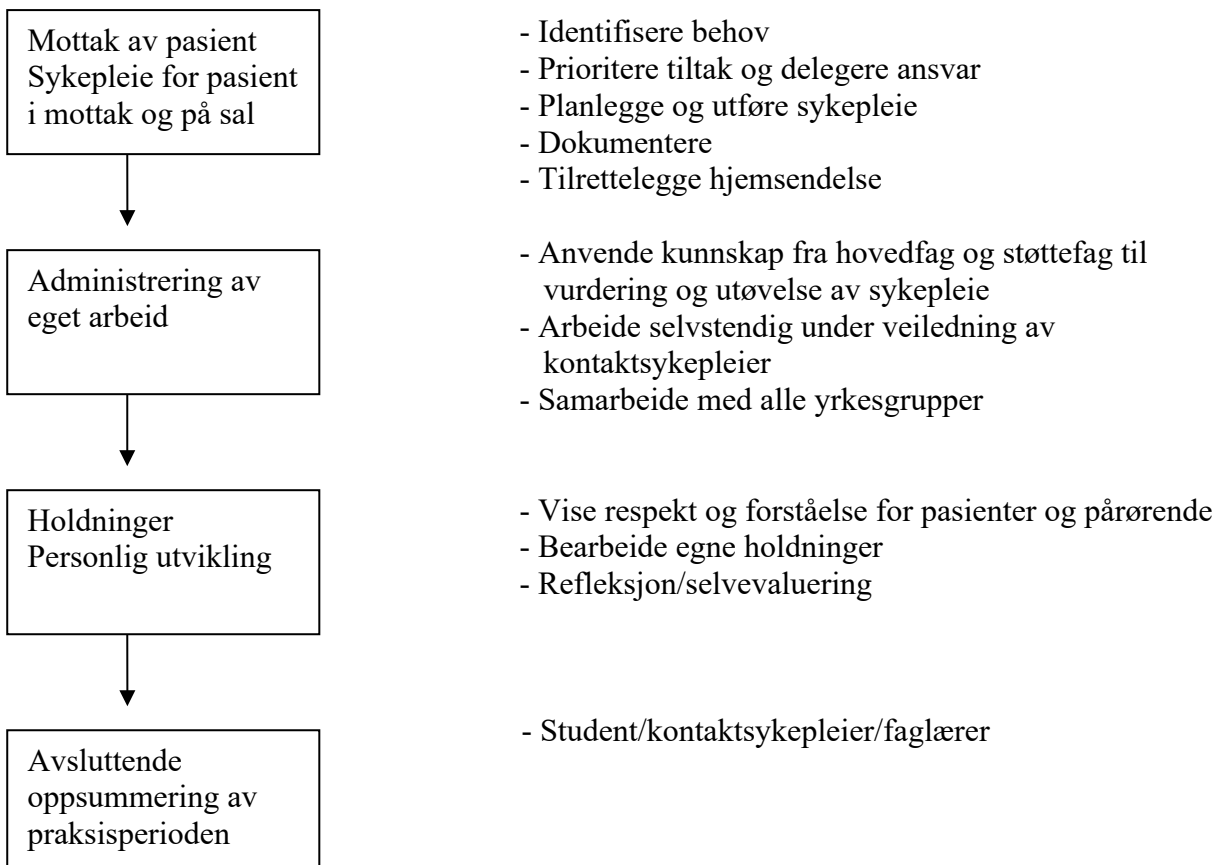 Mottak av pasient
Sykepleie for pasient
i mottak og på sal
- Identifisere behov
- Prioritere tiltak og delegere ansvar
- Planlegge og utføre sykepleie
- Dokumentere
- Tilrettelegge hjemsendelse
Administrering av
eget arbeid
- Anvende kunnskap fra hovedfag og støttefag til
vurdering og utøvelse av sykepleie
- Arbeide selvstendig under veiledning av
kontaktsykepleier
- Samarbeide med alle yrkesgrupper
Holdninger
Personlig utvikling
- Vise respekt og forståelse for pasienter og pårørende
- Bearbeide egne holdninger
- Refleksjon/selvevaluering
Avsluttende
oppsummering av
praksisperioden
- Student/kontaktsykepleier/faglærer